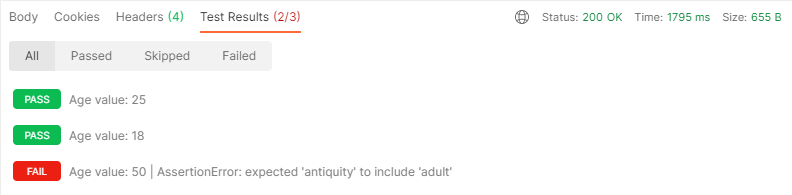 Body Cookies Headers (4) Test Results (2/3) Status: 200 OK Time: 1795 ms Size: 655 B
All Passed Skipped Failed
PASS Age value: 25
PASS Age value: 18
FAIL Age value: 50 | AssertionError: expected 'antiquity' to include 'adult'